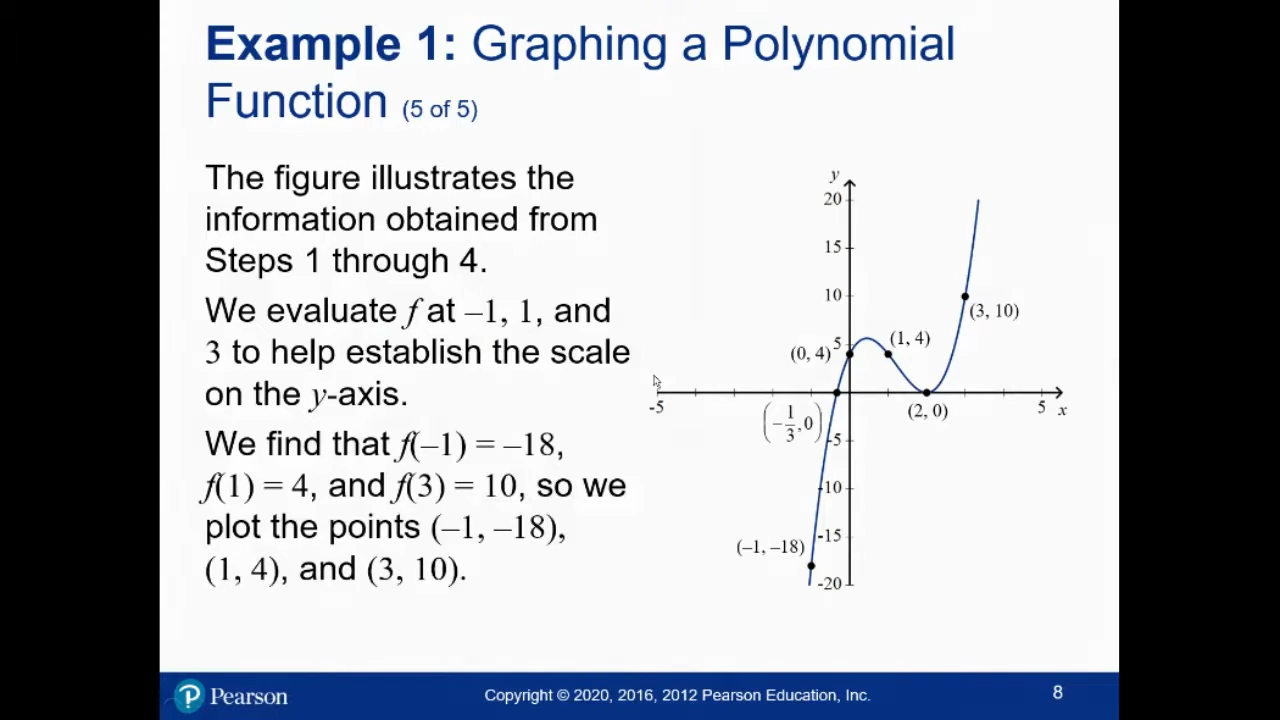 Example 1: Graphing a Polynomial
Function (5 of 5)
The figure illustrates the
information obtained from
Steps 1 through 4.
We evaluate f at –1, 1, and
3 to help establish the scale
on the y-axis.
We find that f(–1) = –18,
f(1) = 4, and f(3) = 10, so we
plot the points (–1, –18),
(1, 4), and (3, 10).
y
20
15
10
(3, 10)
5
(1, 4)
(0, 4)
-5
(−1/3, 0)
(2, 0)
5
x
-5
-10
-15
(–1, –18)
-20
Pearson
Copyright © 2020, 2016, 2012 Pearson Education, Inc.
8